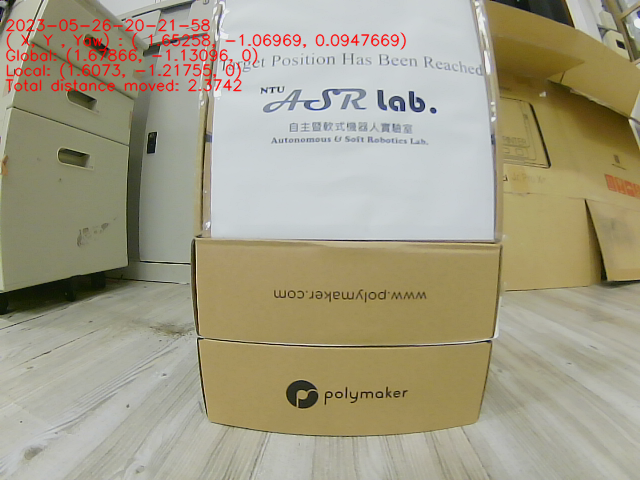 2023-05-26-20-21-58
( X, Y , Yaw) : ( 1.65258, -1.06969, 0.0947669)
Global: (1.67866, -1.13096, 0)
Local: (1.6073, -1.21755, 0)
Total distance moved: 2.3742
Target Position Has Been Reached
NTU ASR Lab.
自主暨軟式機器人實驗室
Autonomous & Soft Robotics Lab.
www.polymaker.com
polymaker